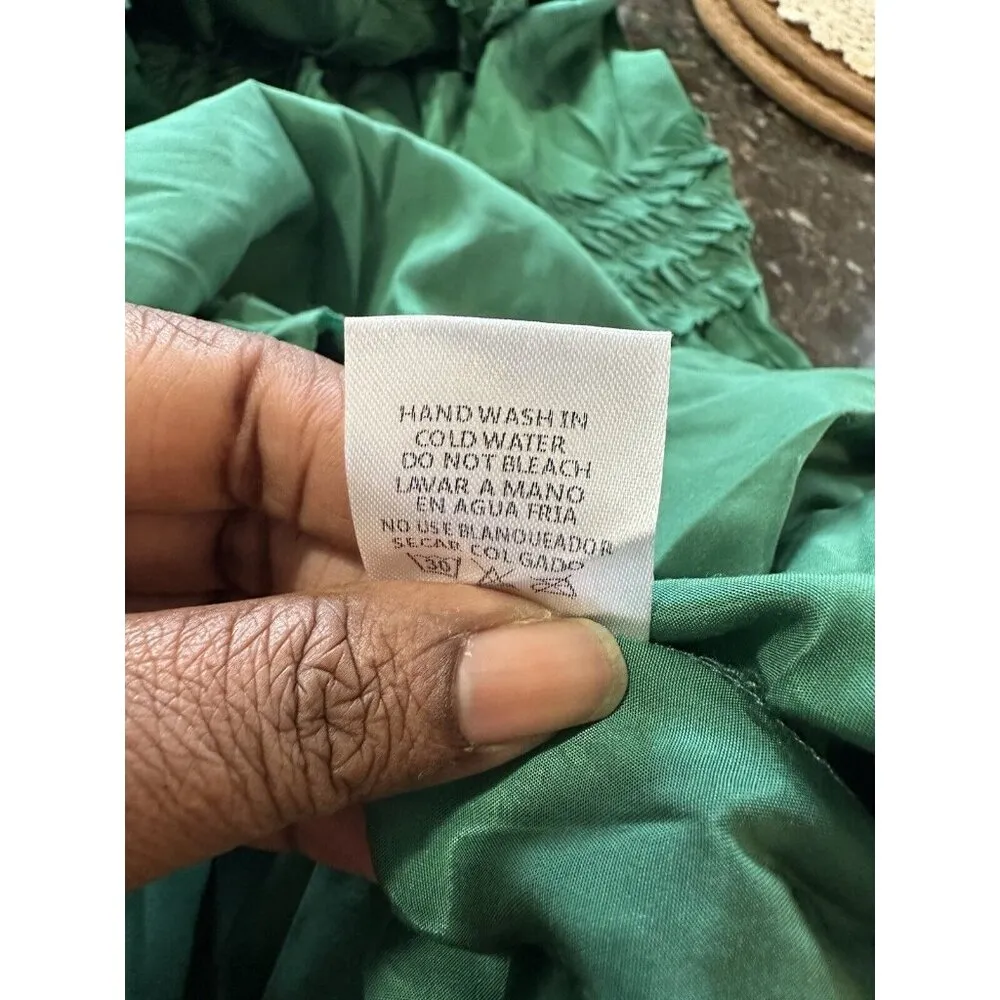 HAND WASH IN
COLD WATER
DO NOT BLEACH
LAVAR A MANO
EN AGUA FRIA
NO USE BLANQUEADOR
SECAR COLGADO
30